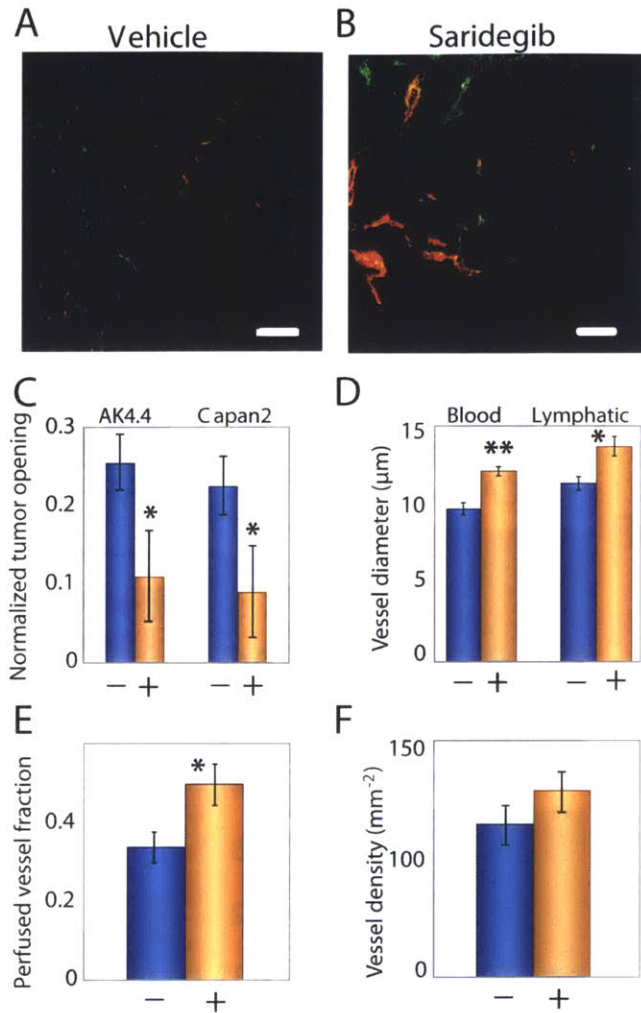 A Vehicle
B Saridegib
C
AK4.4 Capan2
Normalized tumor opening
0.3
0.2
0.1
0
* *
− + − +
D
Blood Lymphatic
Vessel diameter (μm)
15
10
5
0
** *
− + − +
E
Perfused vessel fraction
0.4
0.2
0
*
− +
F
Vessel density (mm-2)
150
100
0
− +